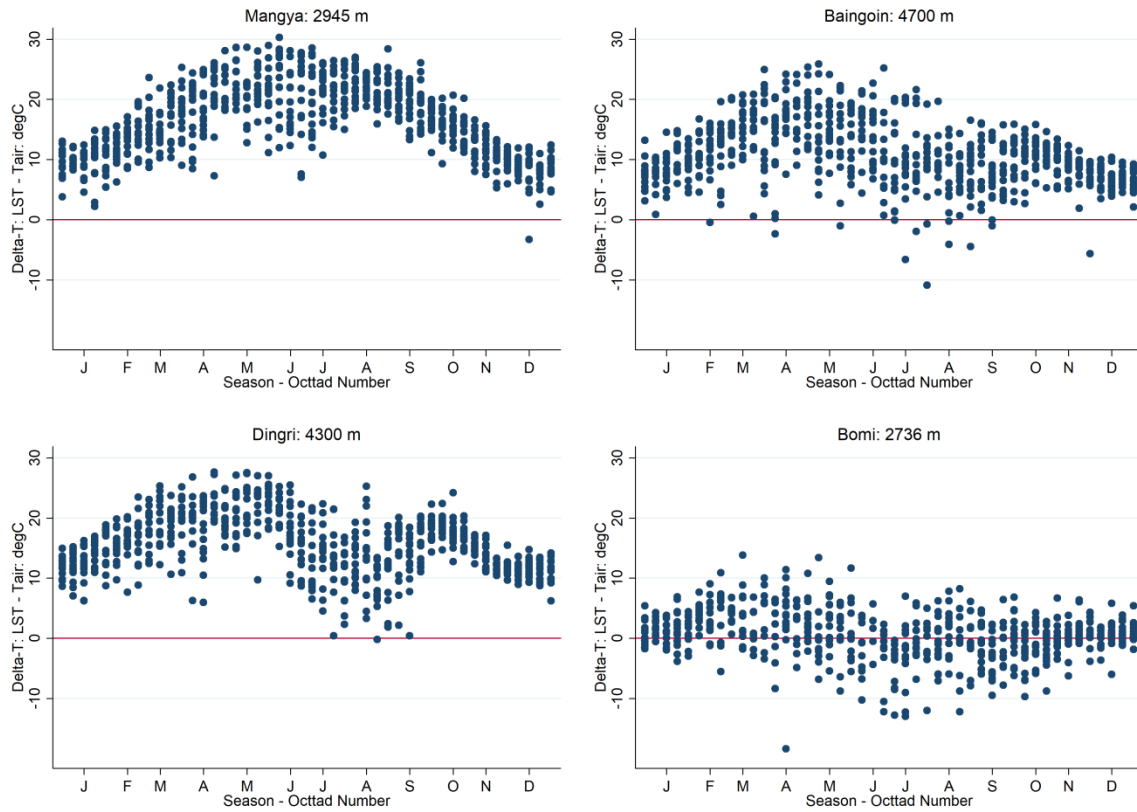 Mangya: 2945 m
Delta-T: LST - Tair: degC
30
20
10
0
-10
J F M A M J J A S O N D
Season - Octtad Number
Baingoin: 4700 m
Delta-T: LST - Tair: degC
30
20
10
0
-10
J F M A M J J A S O N D
Season - Octtad Number
Dingri: 4300 m
Delta-T: LST - Tair: degC
30
20
10
0
-10
J F M A M J J A S O N D
Season - Octtad Number
Bomi: 2736 m
Delta-T: LST - Tair: degC
30
20
10
0
-10
J F M A M J J A S O N D
Season - Octtad Number